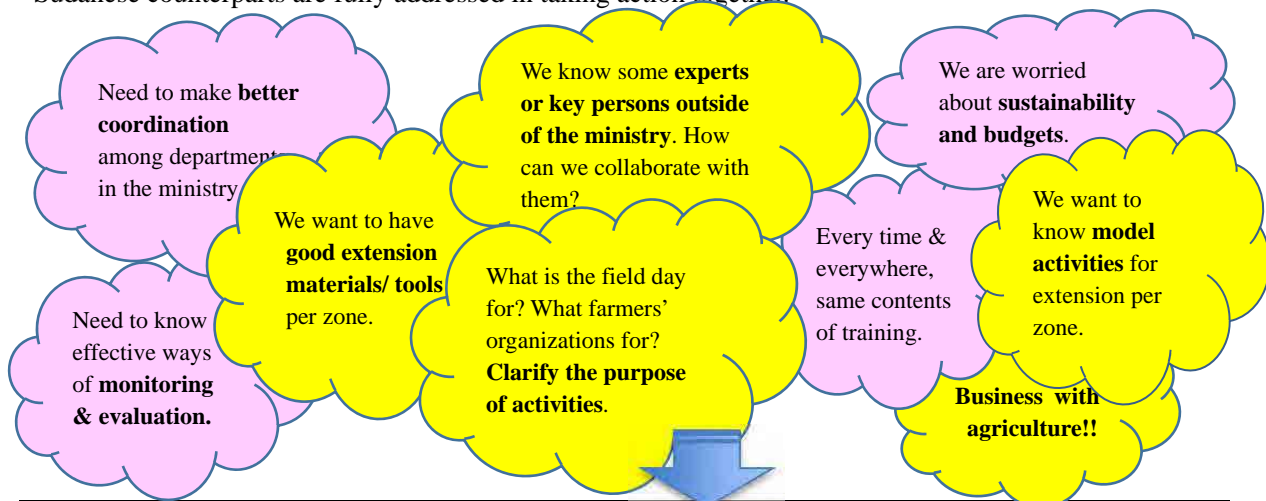 Sudanese counterparts are fully addressed in taking action together.
Need to make better
coordination
among departments
in the ministry
We know some experts
or key persons outside
of the ministry. How
can we collaborate with
them?
We are worried
about sustainability
and budgets.
We want to have
good extension
materials/ tools
per zone.
What is the field day
for? What farmers’
organizations for?
Clarify the purpose
of activities.
Every time &
everywhere,
same contents
of training.
We want to
know model
activities for
extension per
zone.
Need to know
effective ways
of monitoring
& evaluation.
Business with
agriculture!!